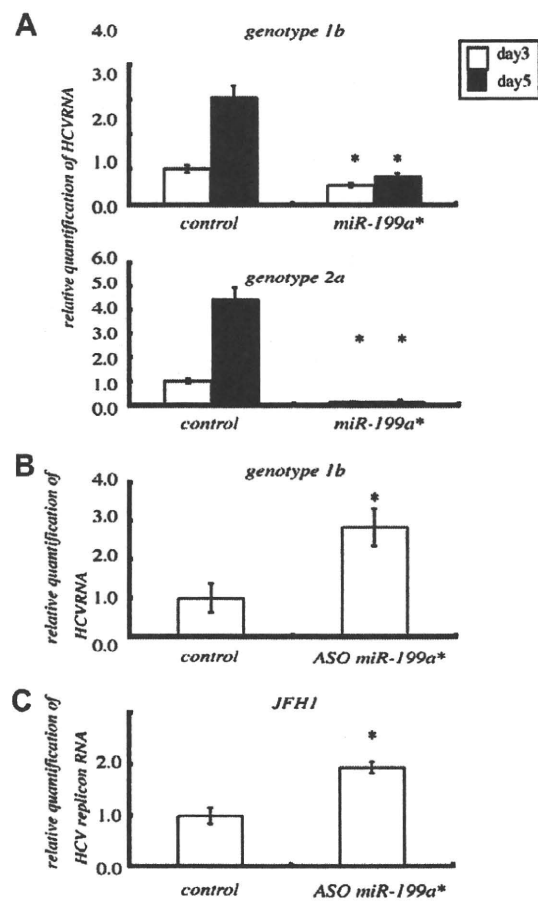 A
genotype 1b
day3
day5
relative quantification of HCVRNA
4.0
3.0
2.0
1.0
0.0
* *
control miR-199a*
genotype 2a
6.0
5.0
4.0
3.0
2.0
1.0
0.0
* *
control miR-199a*
B
genotype 1b
relative quantification of
HCVRNA
4.0
3.0
2.0
1.0
0.0
*
control ASO miR-199a*
C
JFH1
relative quantification of
HCV replicon RNA
2.0
1.0
0.0
*
control ASO miR-199a*